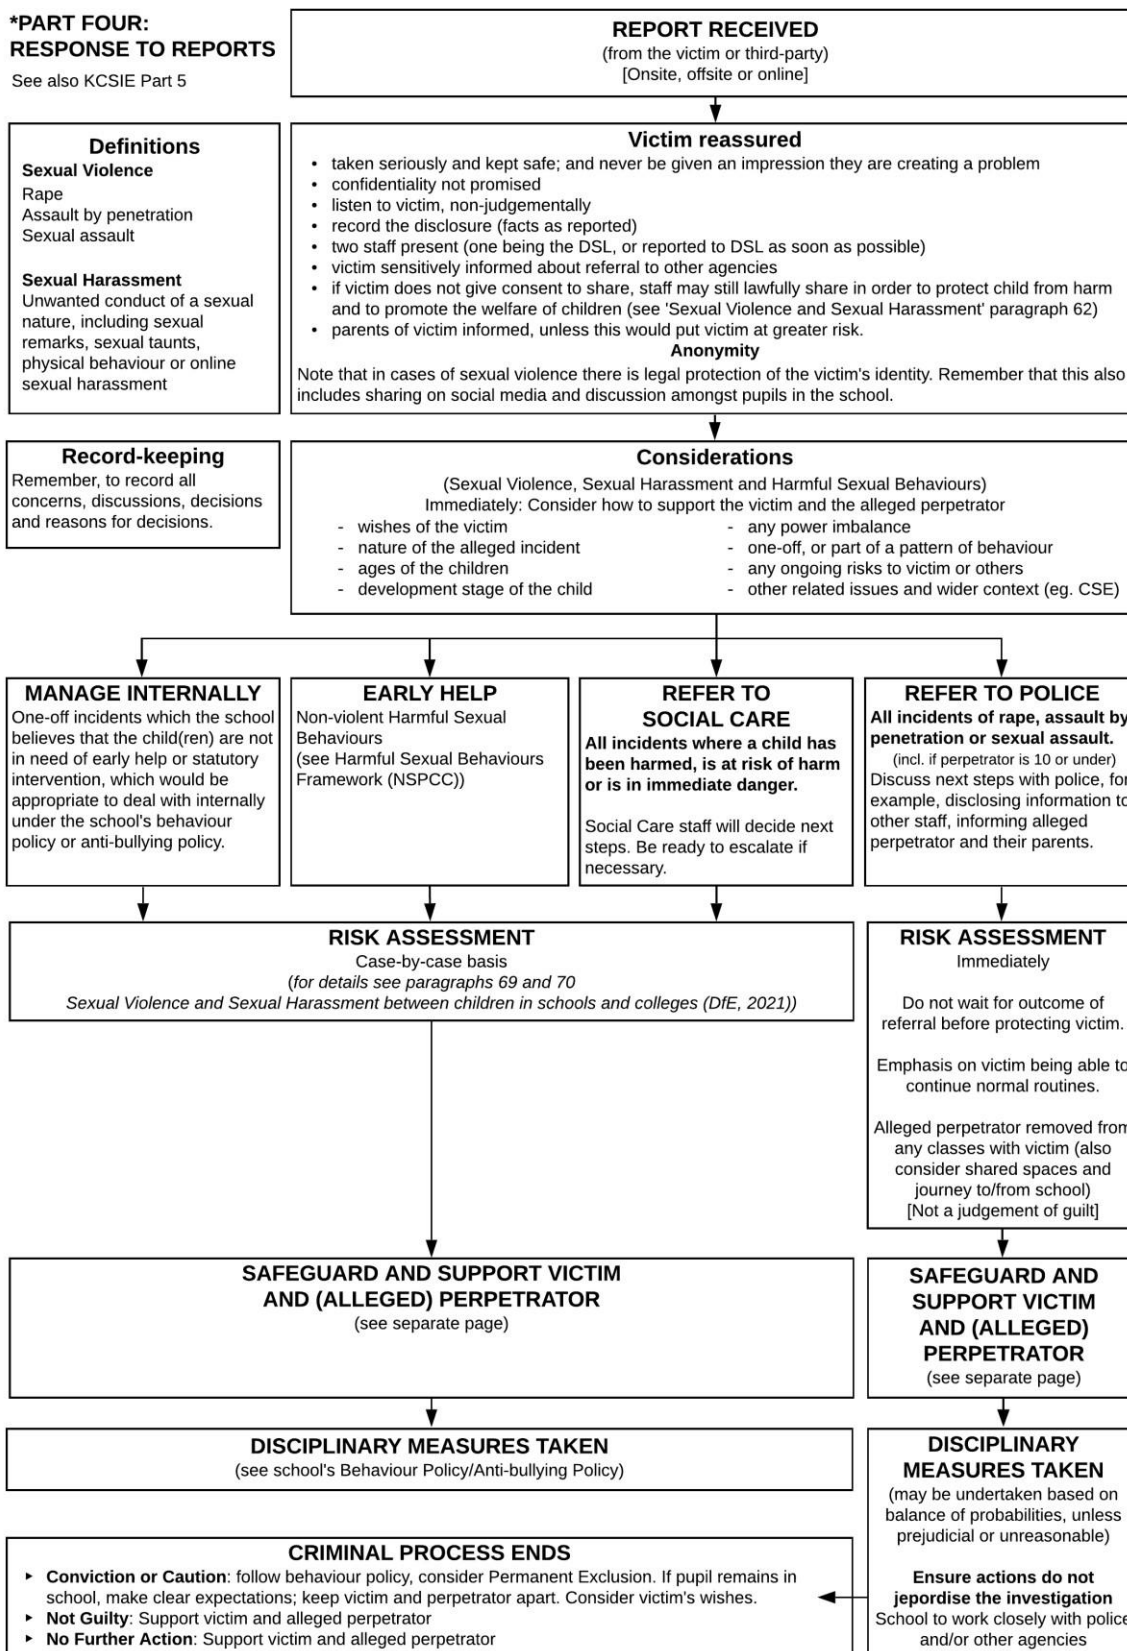 *PART FOUR:
RESPONSE TO REPORTS
See also KCSIE Part 5
REPORT RECEIVED
(from the victim or third-party)
[Onsite, offsite or online]
Definitions
Sexual Violence
Rape
Assault by penetration
Sexual assault
Sexual Harassment
Unwanted conduct of a sexual
nature, including sexual
remarks, sexual taunts,
physical behaviour or online
sexual harassment
Victim reassured
• taken seriously and kept safe; and never be given an impression they are creating a problem
• confidentiality not promised
• listen to victim, non-judgementally
• record the disclosure (facts as reported)
• two staff present (one being the DSL, or reported to DSL as soon as possible)
• victim sensitively informed about referral to other agencies
• if victim does not give consent to share, staff may still lawfully share in order to protect child from harm
and to promote the welfare of children (see 'Sexual Violence and Sexual Harassment' paragraph 62)
• parents of victim informed, unless this would put victim at greater risk.
Anonymity
Note that in cases of sexual violence there is legal protection of the victim's identity. Remember that this also
includes sharing on social media and discussion amongst pupils in the school.
Record-keeping
Remember, to record all
concerns, discussions, decisions
and reasons for decisions.
Considerations
(Sexual Violence, Sexual Harassment and Harmful Sexual Behaviours)
Immediately: Consider how to support the victim and the alleged perpetrator
- wishes of the victim
- nature of the alleged incident
- ages of the children
- development stage of the child
- any power imbalance
- one-off, or part of a pattern of behaviour
- any ongoing risks to victim or others
- other related issues and wider context (eg. CSE)
MANAGE INTERNALLY
One-off incidents which the school
believes that the child(ren) are not
in need of early help or statutory
intervention, which would be
appropriate to deal with internally
under the school's behaviour
policy or anti-bullying policy.
EARLY HELP
Non-violent Harmful Sexual
Behaviours
(see Harmful Sexual Behaviours
Framework (NSPCC))
REFER TO
SOCIAL CARE
All incidents where a child has
been harmed, is at risk of harm
or is in immediate danger.
Social Care staff will decide next
steps. Be ready to escalate if
necessary.
REFER TO POLICE
All incidents of rape, assault by
penetration or sexual assault.
(incl. if perpetrator is 10 or under)
Discuss next steps with police, for
example, disclosing information to
other staff, informing alleged
perpetrator and their parents.
RISK ASSESSMENT
Case-by-case basis
(for details see paragraphs 69 and 70
Sexual Violence and Sexual Harassment between children in schools and colleges (DfE, 2021))
RISK ASSESSMENT
Immediately
Do not wait for outcome of
referral before protecting victim.
Emphasis on victim being able to
continue normal routines.
Alleged perpetrator removed from
any classes with victim (also
consider shared spaces and
journey to/from school)
[Not a judgement of guilt]
SAFEGUARD AND SUPPORT VICTIM
AND (ALLEGED) PERPETRATOR
(see separate page)
SAFEGUARD AND
SUPPORT VICTIM
AND (ALLEGED)
PERPETRATOR
(see separate page)
DISCIPLINARY MEASURES TAKEN
(see school's Behaviour Policy/Anti-bullying Policy)
DISCIPLINARY
MEASURES TAKEN
(may be undertaken based on
balance of probabilities, unless
prejudicial or unreasonable)
Ensure actions do not
jepordise the investigation
School to work closely with police
and/or other agencies
CRIMINAL PROCESS ENDS
▸ Conviction or Caution: follow behaviour policy, consider Permanent Exclusion. If pupil remains in
school, make clear expectations; keep victim and perpetrator apart. Consider victim's wishes.
▸ Not Guilty: Support victim and alleged perpetrator
▸ No Further Action: Support victim and alleged perpetrator